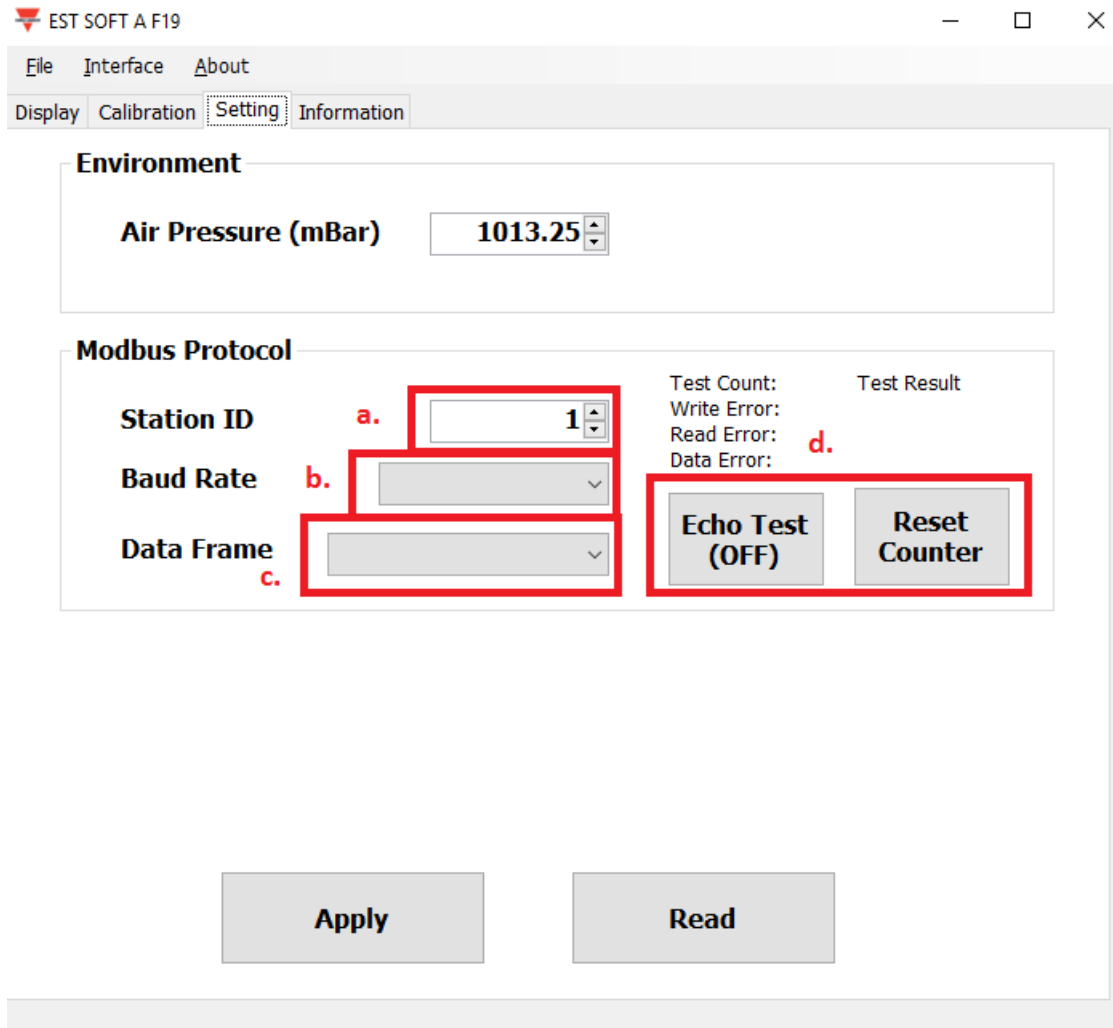 EST SOFT A F19
File Interface About
Display Calibration Setting Information
Environment
Air Pressure (mBar) 1013.25
Modbus Protocol
Station ID a. 1
Baud Rate b.
Data Frame
c.
Test Count: Test Result
Write Error:
Read Error:
Data Error:
d.
Echo Test
(OFF)
Reset
Counter
Apply Read